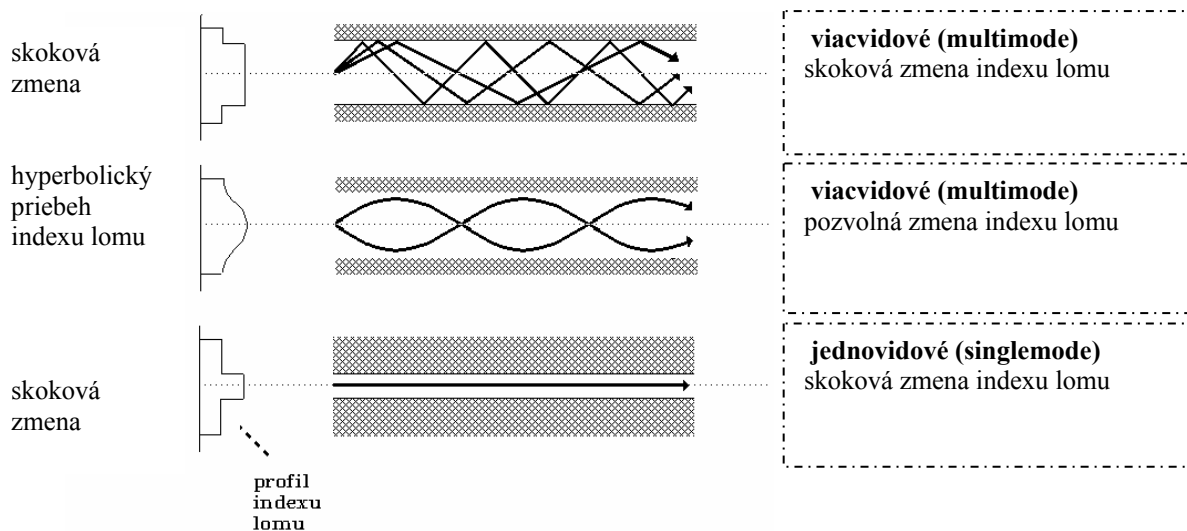 skoková
zmena
viacvidové (multimode)
skoková zmena indexu lomu
hyperbolický
priebeh
indexu lomu
viacvidové (multimode)
pozvolná zmena indexu lomu
skoková
zmena
jednovidové (singlemode)
skoková zmena indexu lomu
profil
indexu
lomu